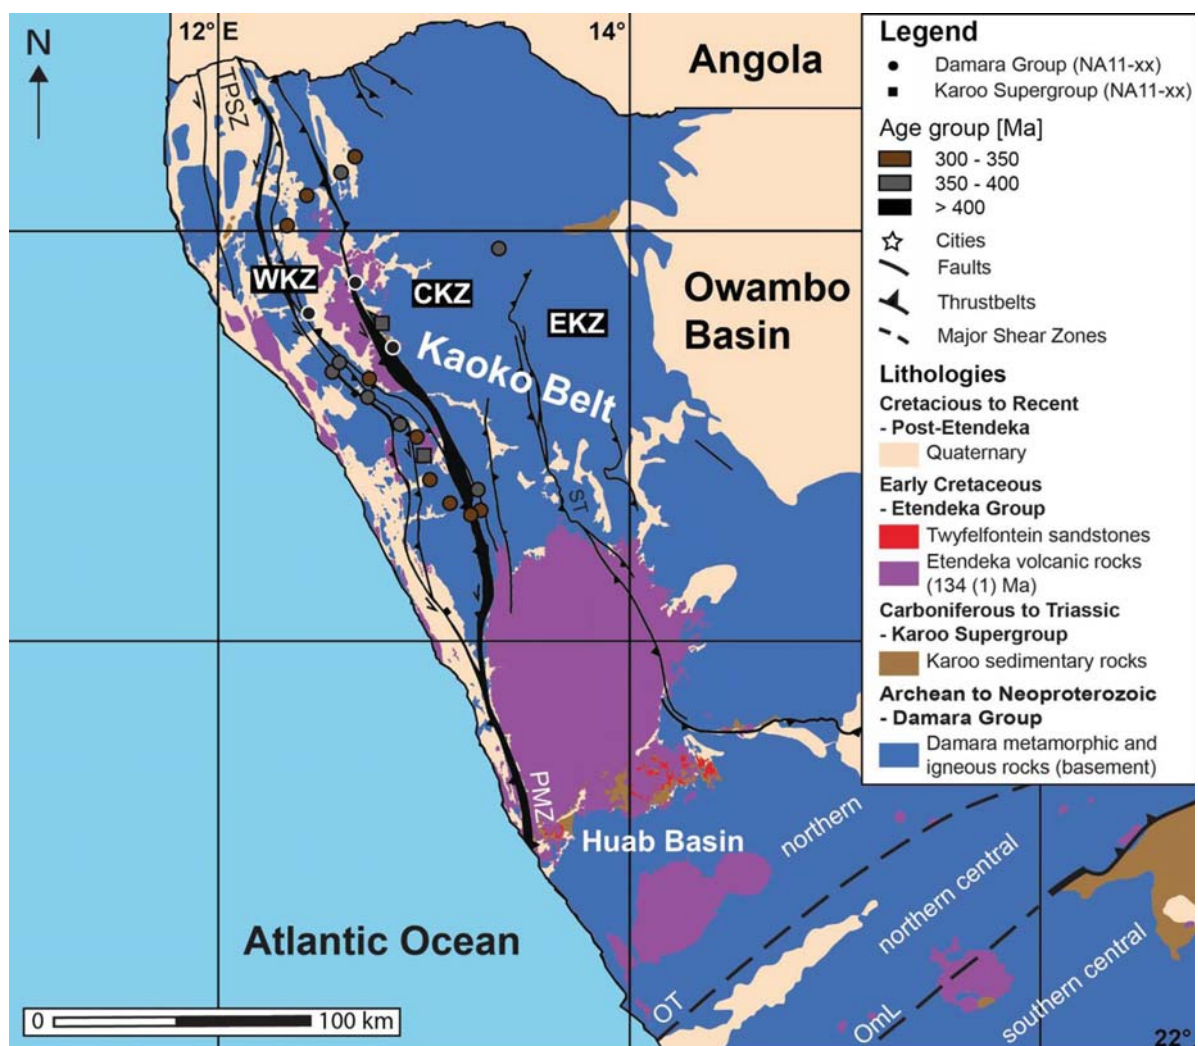 12° E
14°
N
Angola
TPSZ
WKZ
CKZ
EKZ
Owambo
Basin
Kaoko Belt
ST
PMZ
Huab Basin
northern
northern central
southern central
Atlantic Ocean
OT
OmL
22°
0 100 km
Legend
Damara Group (NA11-xx)
Karoo Supergroup (NA11-xx)
Age group [Ma]
300 - 350
350 - 400
> 400
Cities
Faults
Thrustbelts
Major Shear Zones
Lithologies
Cretacious to Recent
- Post-Etendeka
Quaternary
Early Cretaceous
- Etendeka Group
Twyfelfontein sandstones
Etendeka volcanic rocks
(134 (1) Ma)
Carboniferous to Triassic
- Karoo Supergroup
Karoo sedimentary rocks
Archean to Neoproterozoic
- Damara Group
Damara metamorphic and
igneous rocks (basement)